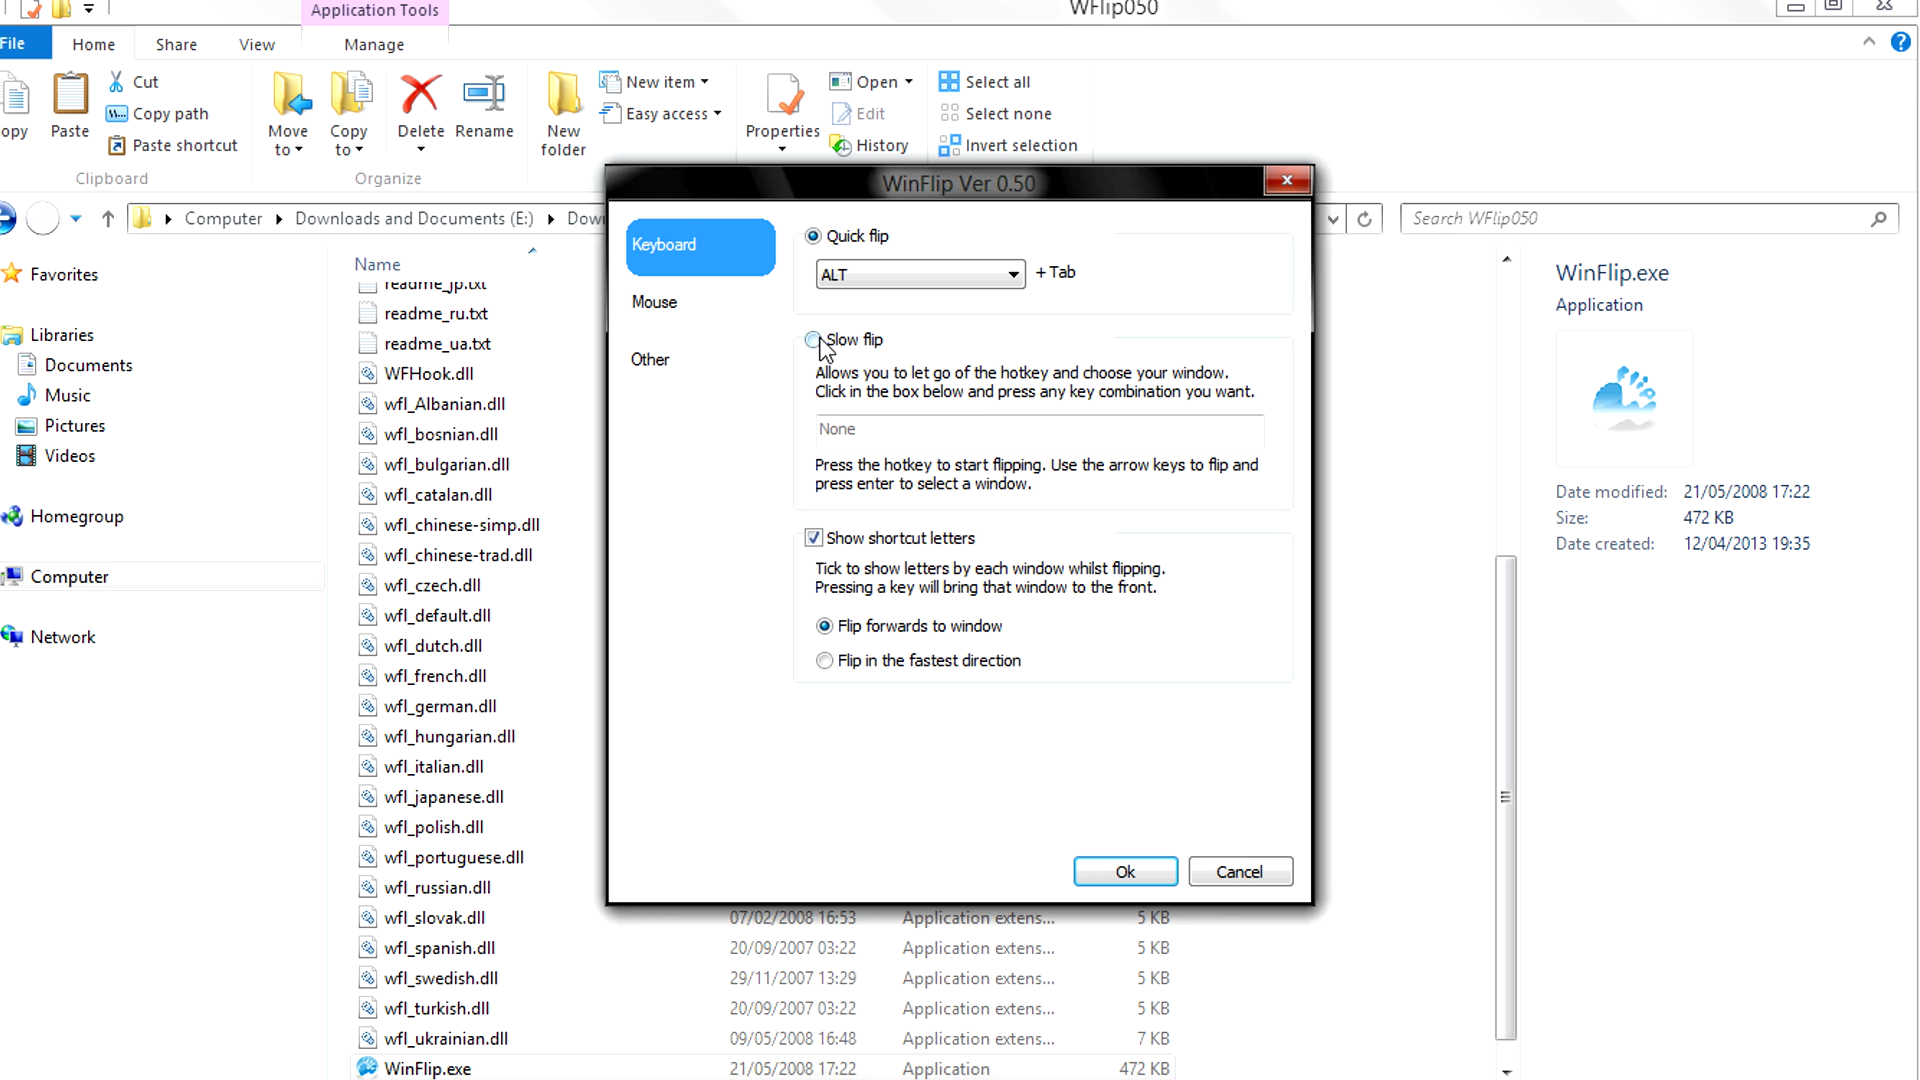 Application Tools
WFlip050
File
Home
Share
View
Manage
Copy
Paste
Cut
Copy path
Paste shortcut
Clipboard
Move to
Copy to
Delete
Rename
Organize
New folder
New item
Easy access
Properties
Open
Edit
History
Select all
Select none
Invert selection
Computer
Downloads and Documents (E:)
Search WFlip050
Favorites
Libraries
Documents
Music
Pictures
Videos
Homegroup
Computer
Network
Name
readme_jp.txt
readme_ru.txt
readme_ua.txt
WFHook.dll
wfl_Albanian.dll
wfl_bosnian.dll
wfl_bulgarian.dll
wfl_catalan.dll
wfl_chinese-simp.dll
wfl_chinese-trad.dll
wfl_czech.dll
wfl_default.dll
wfl_dutch.dll
wfl_french.dll
wfl_german.dll
wfl_hungarian.dll
wfl_italian.dll
wfl_japanese.dll
wfl_polish.dll
wfl_portuguese.dll
wfl_russian.dll
wfl_slovak.dll 07/02/2008 16:53 Application extens... 5 KB
wfl_spanish.dll 20/09/2007 03:22 Application extens... 5 KB
wfl_swedish.dll 29/11/2007 13:29 Application extens... 5 KB
wfl_turkish.dll 20/09/2007 03:22 Application extens... 5 KB
wfl_ukrainian.dll 09/05/2008 16:48 Application extens... 7 KB
WinFlip.exe 21/05/2008 17:22 Application 472 KB
WinFlip Ver 0.50
Keyboard
Mouse
Other
Quick flip
ALT + Tab
Slow flip
Allows you to let go of the hotkey and choose your window.
Click in the box below and press any key combination you want.
None
Press the hotkey to start flipping. Use the arrow keys to flip and
press enter to select a window.
Show shortcut letters
Tick to show letters by each window whilst flipping.
Pressing a key will bring that window to the front.
Flip forwards to window
Flip in the fastest direction
Ok
Cancel
WinFlip.exe
Application
Date modified: 21/05/2008 17:22
Size: 472 KB
Date created: 12/04/2013 19:35